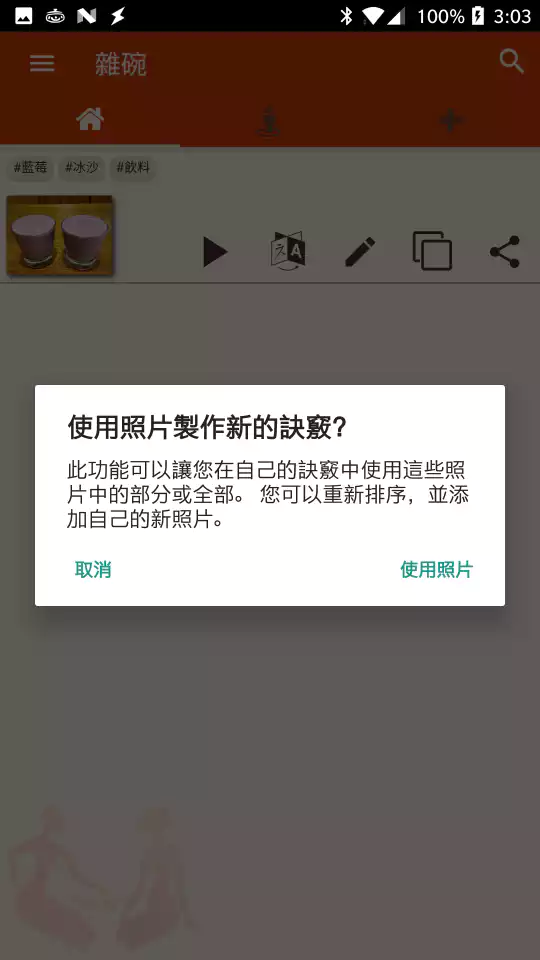 100% 3:03
雜碗
#藍莓 #冰沙 #飲料
使用照片製作新的訣竅?
此功能可以讓您在自己的訣竅中使用這些照
片中的部分或全部。 您可以重新排序，並添
加自己的新照片。
取消 使用照片